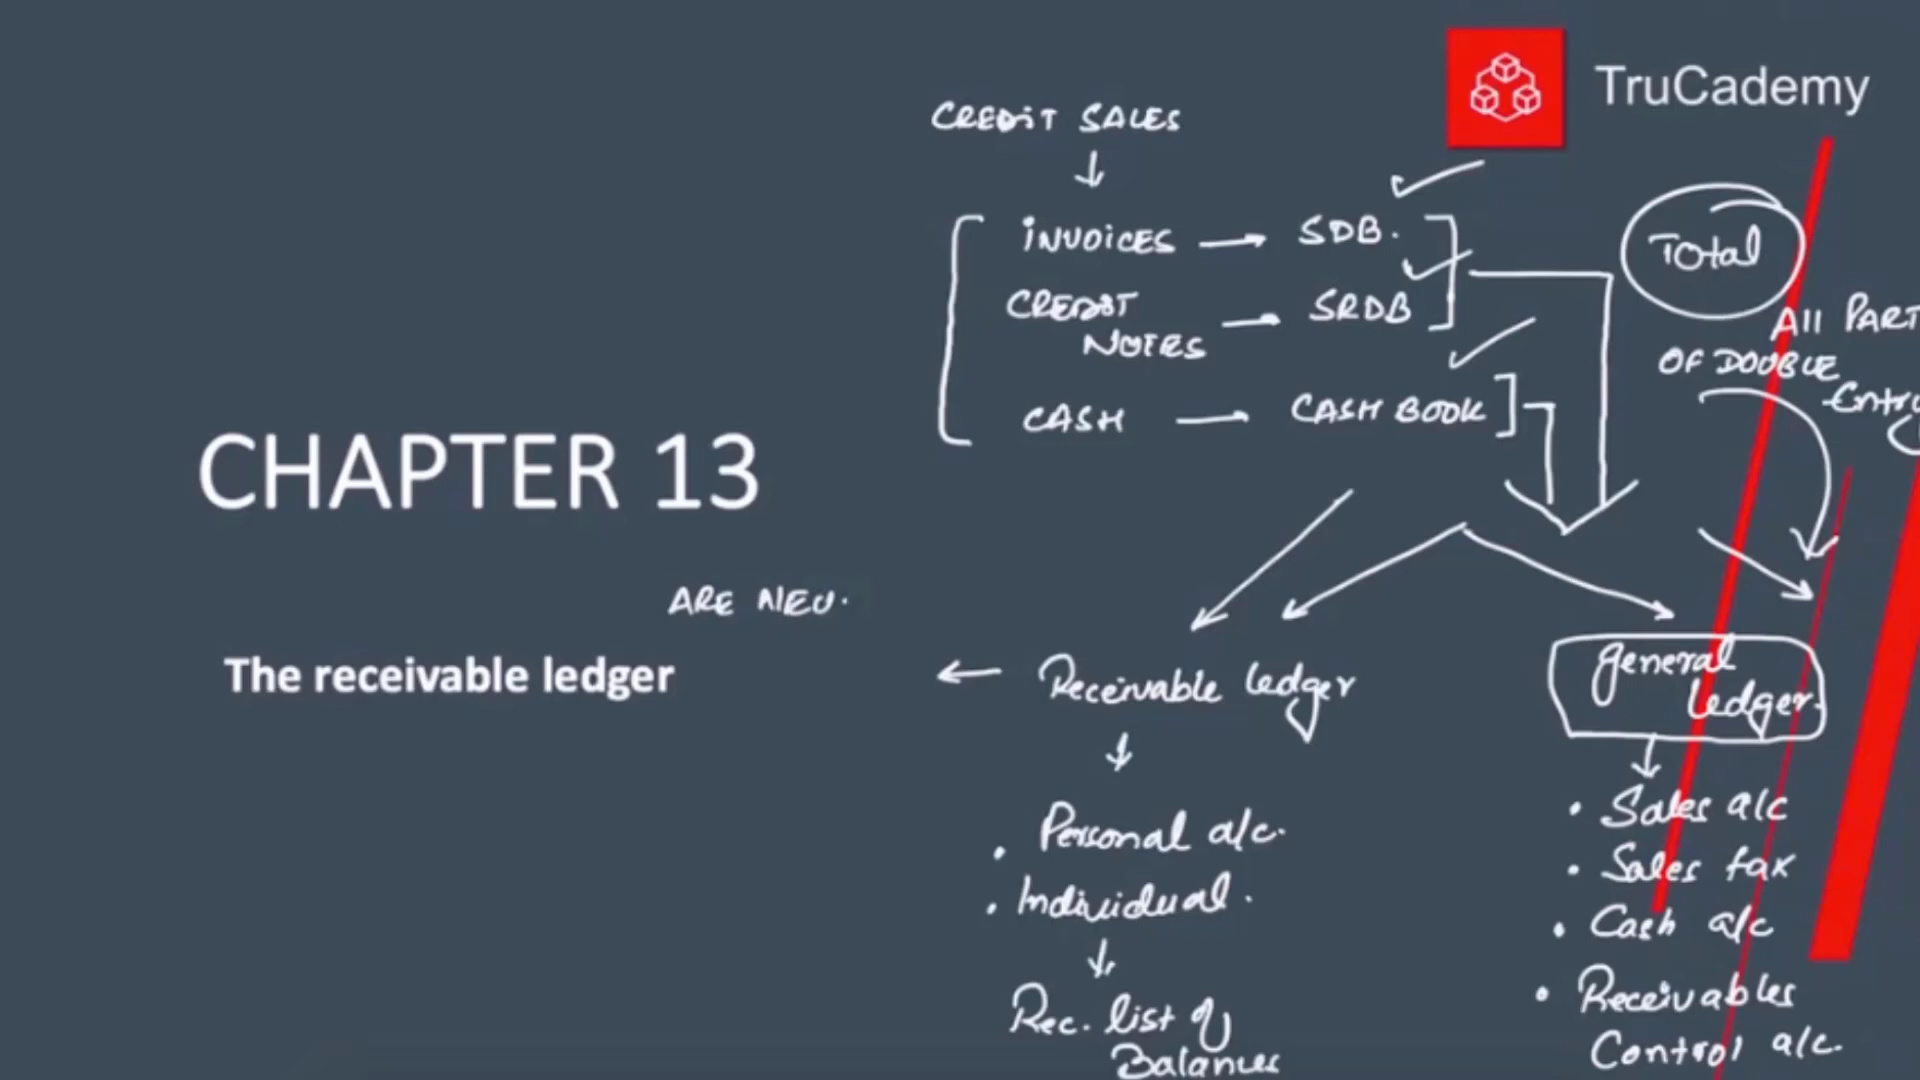 TruCademy
CREDIT SALES
INVOICES SDB.
CREDIT
NOTES
SRDB
CASH CASH BOOK
Total
All PART
OF DOUBLE
CHAPTER 13
ARE NEU.
The receivable ledger
Receivable ledger
general
ledger.
• Personal a/c.
• Individual.
Rec. list of
Balances
• Sales a/c
• Sales tax
• Cash a/c
• Receivables
Control a/c.